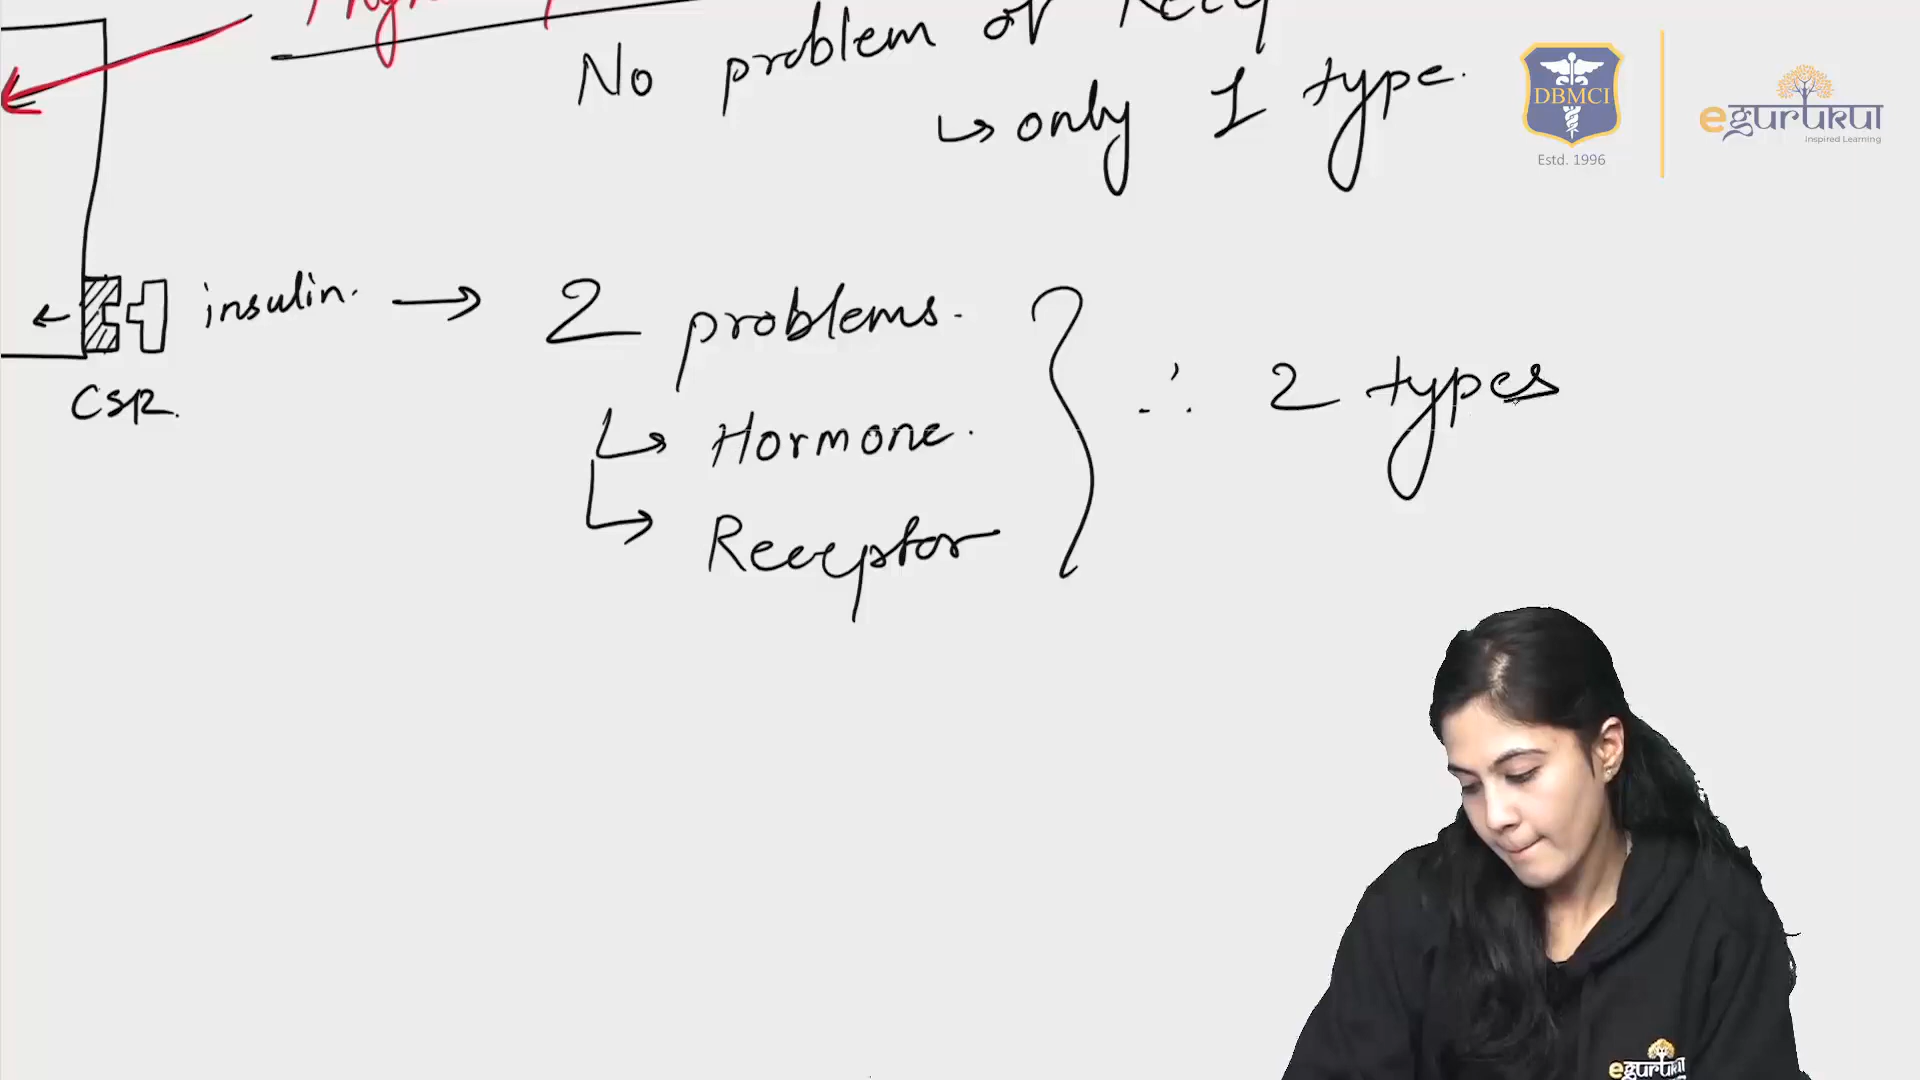 No problem of
↳ only 1 type.
DBMCI
Estd. 1996
egurukul
Inspired Learning
insulin. → 2 problems.
CSR.
↳ Hormone.
↳ Receptor
∴ 2 types
egurukul